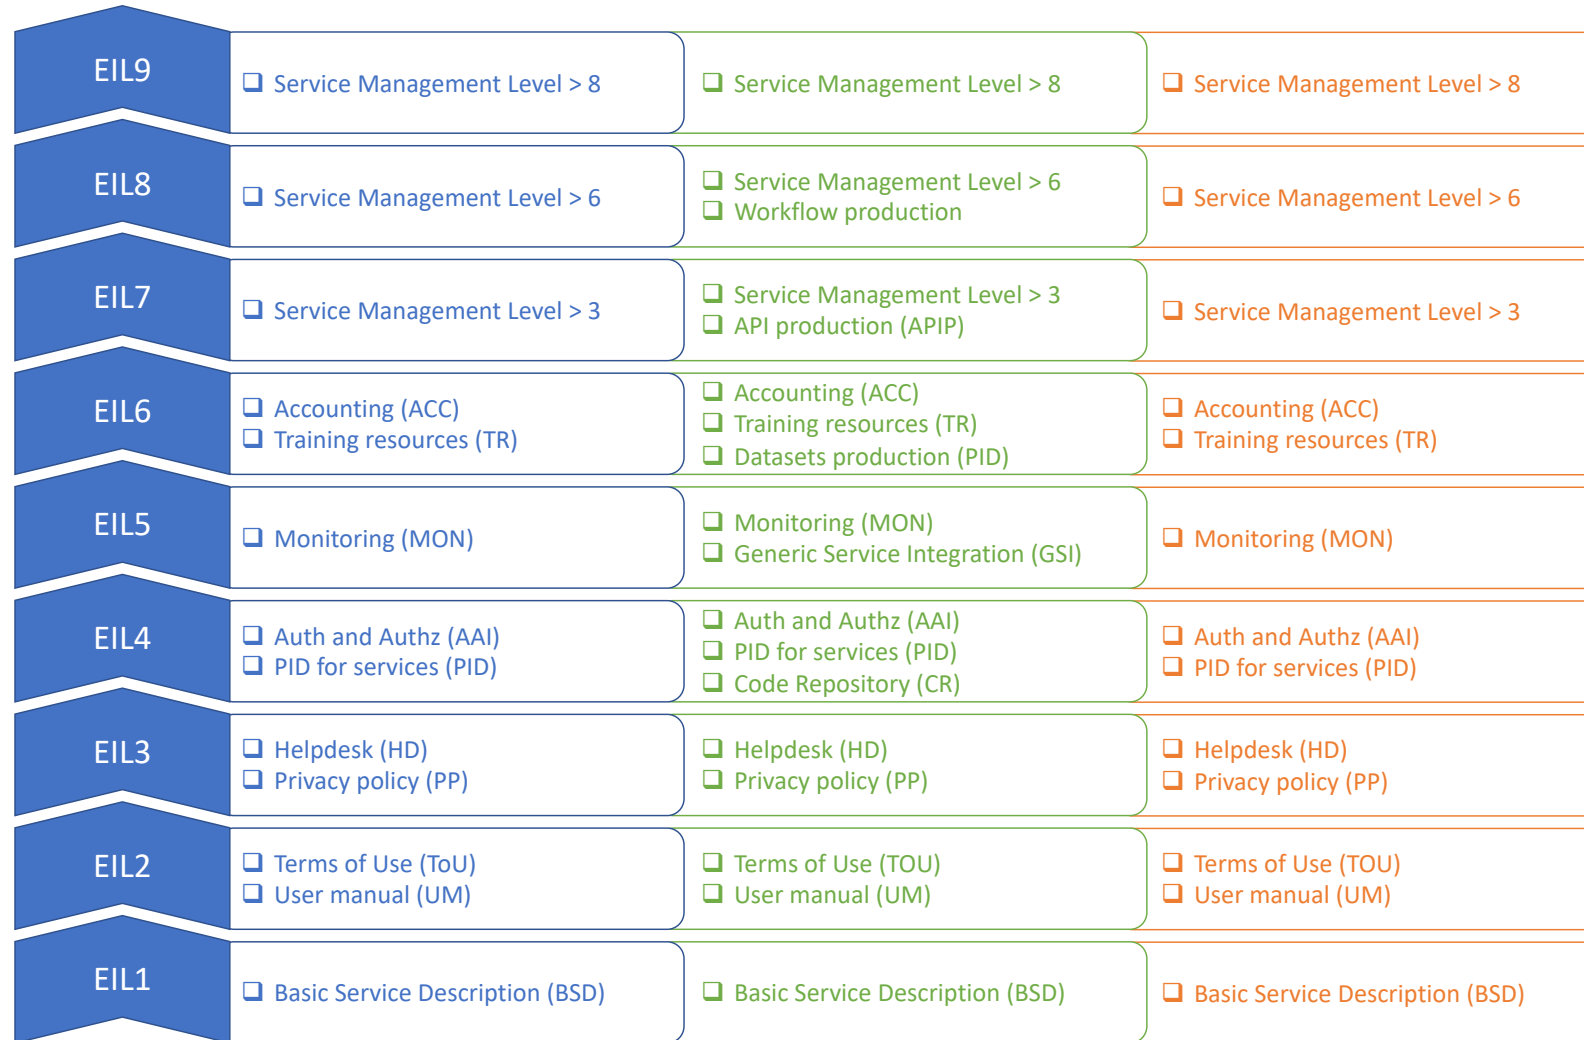 EIL9
❑ Service Management Level > 8
❑ Service Management Level > 8
❑ Service Management Level > 8
EIL8
❑ Service Management Level > 6
❑ Service Management Level > 6
❑ Workflow production
❑ Service Management Level > 6
EIL7
❑ Service Management Level > 3
❑ Service Management Level > 3
❑ API production (APIP)
❑ Service Management Level > 3
EIL6
❑ Accounting (ACC)
❑ Training resources (TR)
❑ Accounting (ACC)
❑ Training resources (TR)
❑ Datasets production (PID)
❑ Accounting (ACC)
❑ Training resources (TR)
EIL5
❑ Monitoring (MON)
❑ Monitoring (MON)
❑ Generic Service Integration (GSI)
❑ Monitoring (MON)
EIL4
❑ Auth and Authz (AAI)
❑ PID for services (PID)
❑ Auth and Authz (AAI)
❑ PID for services (PID)
❑ Code Repository (CR)
❑ Auth and Authz (AAI)
❑ PID for services (PID)
EIL3
❑ Helpdesk (HD)
❑ Privacy policy (PP)
❑ Helpdesk (HD)
❑ Privacy policy (PP)
❑ Helpdesk (HD)
❑ Privacy policy (PP)
EIL2
❑ Terms of Use (ToU)
❑ User manual (UM)
❑ Terms of Use (TOU)
❑ User manual (UM)
❑ Terms of Use (TOU)
❑ User manual (UM)
EIL1
❑ Basic Service Description (BSD)
❑ Basic Service Description (BSD)
❑ Basic Service Description (BSD)